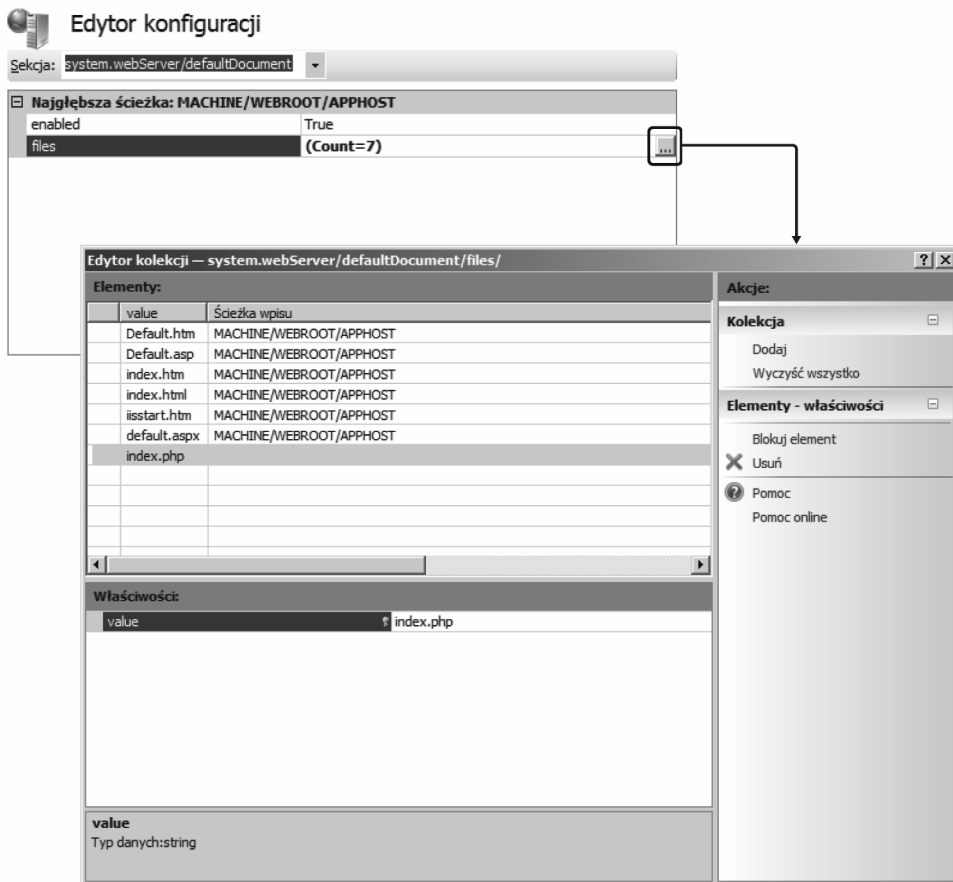 Edytor konfiguracji
Sekcja: system.webServer/defaultDocument
Najgłębsza ścieżka: MACHINE/WEBROOT/APPHOST
enabled True
files (Count=7) ...
Edytor kolekcji — system.webServer/defaultDocument/files/ ? X
Elementy:
value Ścieżka wpisu
Default.htm MACHINE/WEBROOT/APPHOST
Default.asp MACHINE/WEBROOT/APPHOST
index.htm MACHINE/WEBROOT/APPHOST
index.html MACHINE/WEBROOT/APPHOST
iisstart.htm MACHINE/WEBROOT/APPHOST
default.aspx MACHINE/WEBROOT/APPHOST
index.php
Właściwości:
value index.php
value
Typ danych:string
Akcje:
Kolekcja
Dodaj
Wyczyść wszystko
Elementy - właściwości
Blokuj element
Usuń
Pomoc
Pomoc online